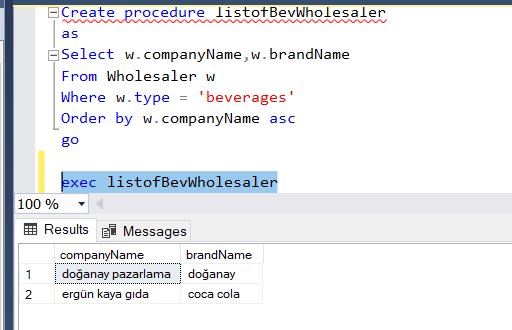 Create procedure listofBevWholesaler
as
Select w.companyName,w.brandName
From Wholesaler w
Where w.type = 'beverages'
Order by w.companyName asc
go
exec listofBevWholesaler
100 %
Results Messages
companyName brandName
1 doğanay pazarlama doğanay
2 ergün kaya gıda coca cola